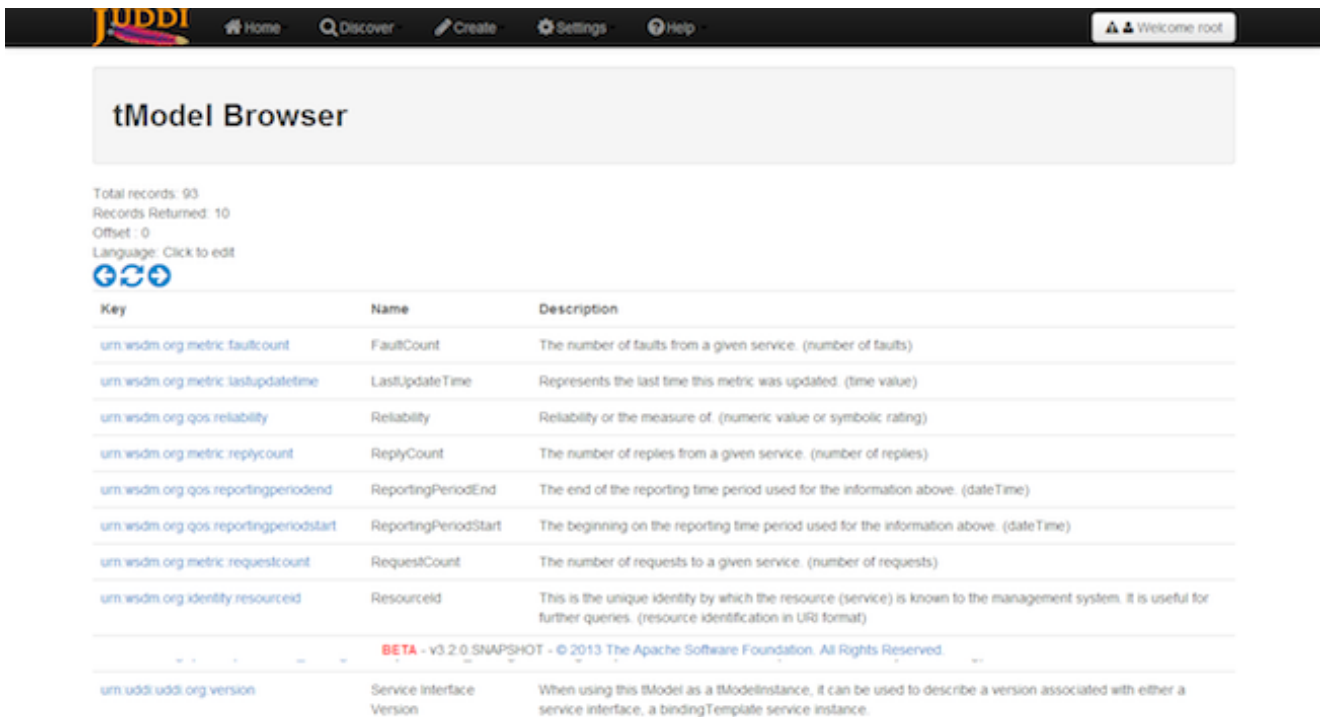 JUDDI
Home Discover Create Settings Help Welcome root
tModel Browser
Total records: 93
Records Returned: 10
Offset : 0
Language: Click to edit
Key Name Description
urn:wsdm.org:metric:faultcount FaultCount The number of faults from a given service. (number of faults)
urn:wsdm.org:metric:lastupdatetime LastUpdateTime Represents the last time this metric was updated. (time value)
urn:wsdm.org:qos:reliability Reliability Reliability or the measure of. (numeric value or symbolic rating)
urn:wsdm.org:metric:replycount ReplyCount The number of replies from a given service. (number of replies)
urn:wsdm.org:qos:reportingperiodend ReportingPeriodEnd The end of the reporting time period used for the information above. (dateTime)
urn:wsdm.org:qos:reportingperiodstart ReportingPeriodStart The beginning on the reporting time period used for the information above. (dateTime)
urn:wsdm.org:metric:requestcount RequestCount The number of requests to a given service. (number of requests)
urn:wsdm.org:identity:resourceid ResourceId This is the unique identity by which the resource (service) is known to the management system. It is useful for
further queries. (resource identification in URI format)
BETA - v3.2.0.SNAPSHOT - © 2013 The Apache Software Foundation. All Rights Reserved.
urn:uddi:uddi.org:version Service Interface When using this tModel as a tModelInstance, it can be used to describe a version associated with either a
Version service interface, a bindingTemplate service instance.